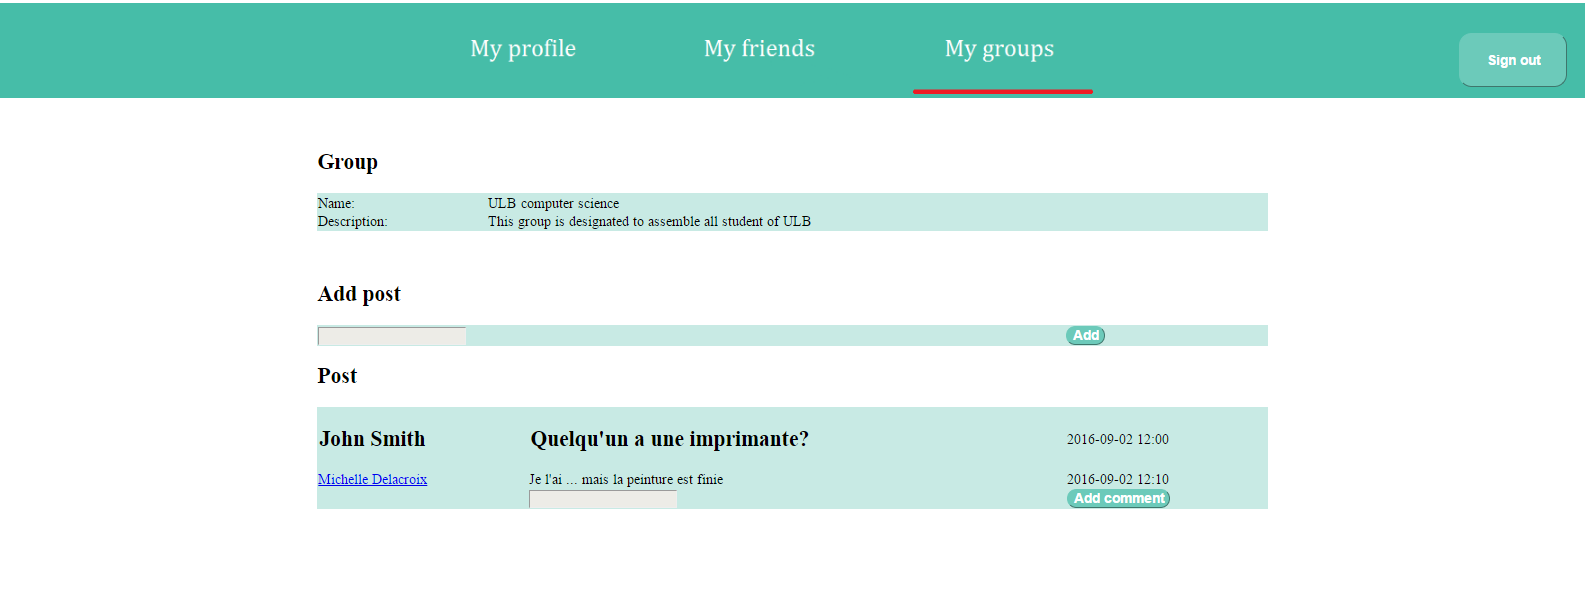 My profile My friends My groups
Sign out
Group
Name: ULB computer science
Description: This group is designated to assemble all student of ULB
Add post
Add
Post
John Smith Quelqu'un a une imprimante? 2016-09-02 12:00
Michelle Delacroix Je l'ai ... mais la peinture est finie 2016-09-02 12:10
Add comment